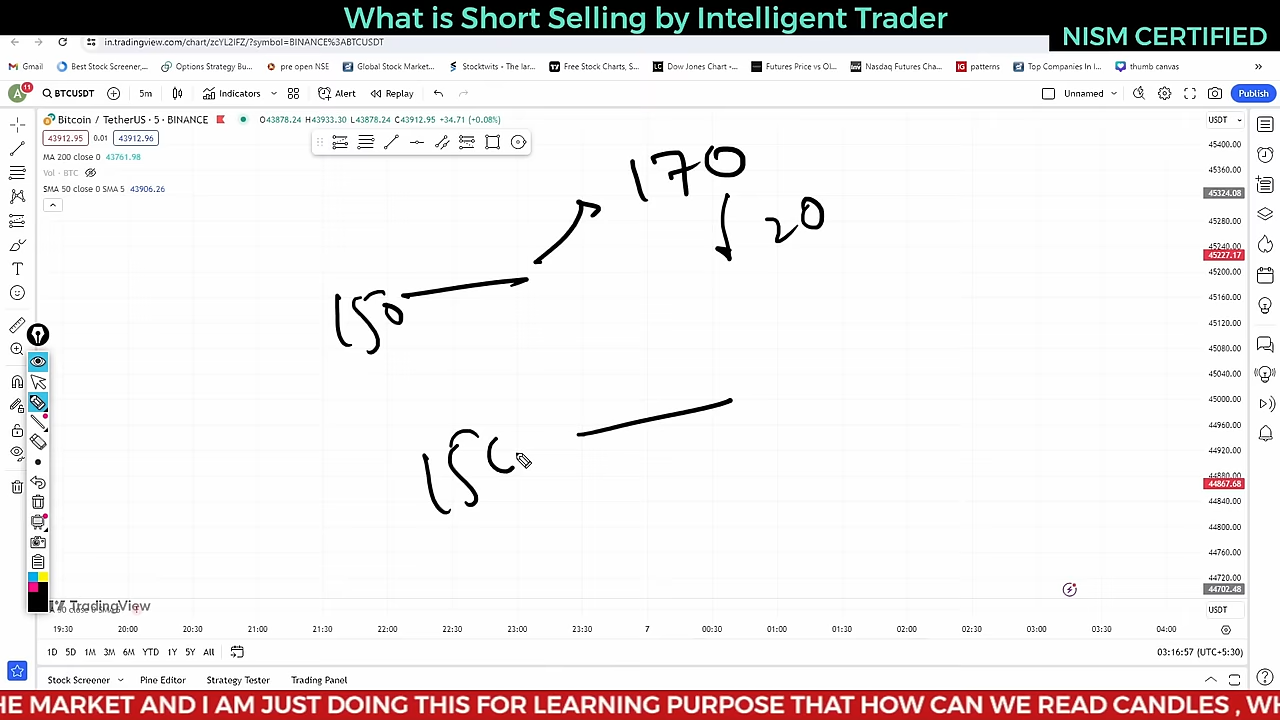 What is Short Selling by Intelligent Trader
NISM CERTIFIED
in.tradingview.com/chart/zcYL2IFZ/?symbol=BINANCE%3ABTCUSDT
Gmail Best Stock Screener,... Options Strategy Bu... pre open NSE Global Stock Market... Stocktwits - The lar... Free Stock Charts, S... Dow Jones Chart -... Futures Price vs OI... Nasdaq Futures Cha... patterns Top Companies In I... thumb canvas »
A 11 BTCUSDT 5m Indicators Alert Replay Unnamed Publish
Bitcoin / TetherUS · 5 · BINANCE O43878.24 H43933.30 L43878.24 C43912.95 +34.71 (+0.08%) USDT
43912.95 0.01 43912.96
MA 200 close 0 43761.98
Vol · BTC
SMA 50 close 0 SMA 5 43906.26
170
20
150
15
45400.00
45360.00
45324.08
45280.00
45240.00
45227.17
45200.00
45160.00
45120.00
45080.00
45040.00
45000.00
44960.00
44920.00
44880.00
44867.68
44840.00
44800.00
44760.00
44720.00
44702.48
TradingView
USDT
19:30 20:00 20:30 21:00 21:30 22:00 22:30 23:00 23:30 7 00:30 01:00 01:30 02:00 02:30 03:00 03:30 04:00
1D 5D 1M 3M 6M YTD 1Y 5Y All 03:16:57 (UTC+5:30)
Stock Screener Pine Editor Strategy Tester Trading Panel
HE MARKET AND I AM JUST DOING THIS FOR LEARNING PURPOSE THAT HOW CAN WE READ CANDLES , WH